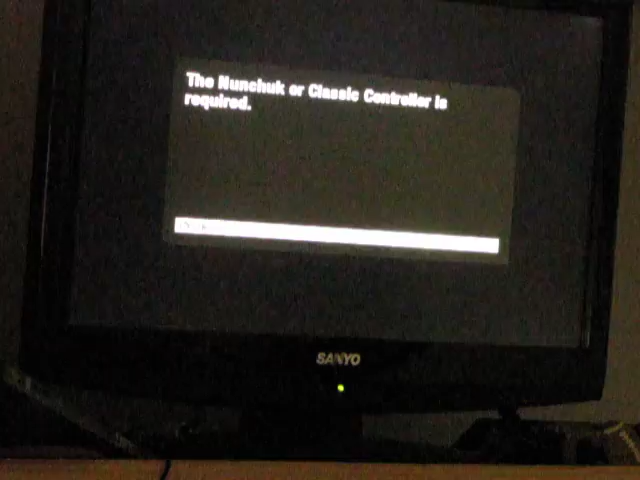 The Nunchuk or Classic Controller is
required.
SANYO